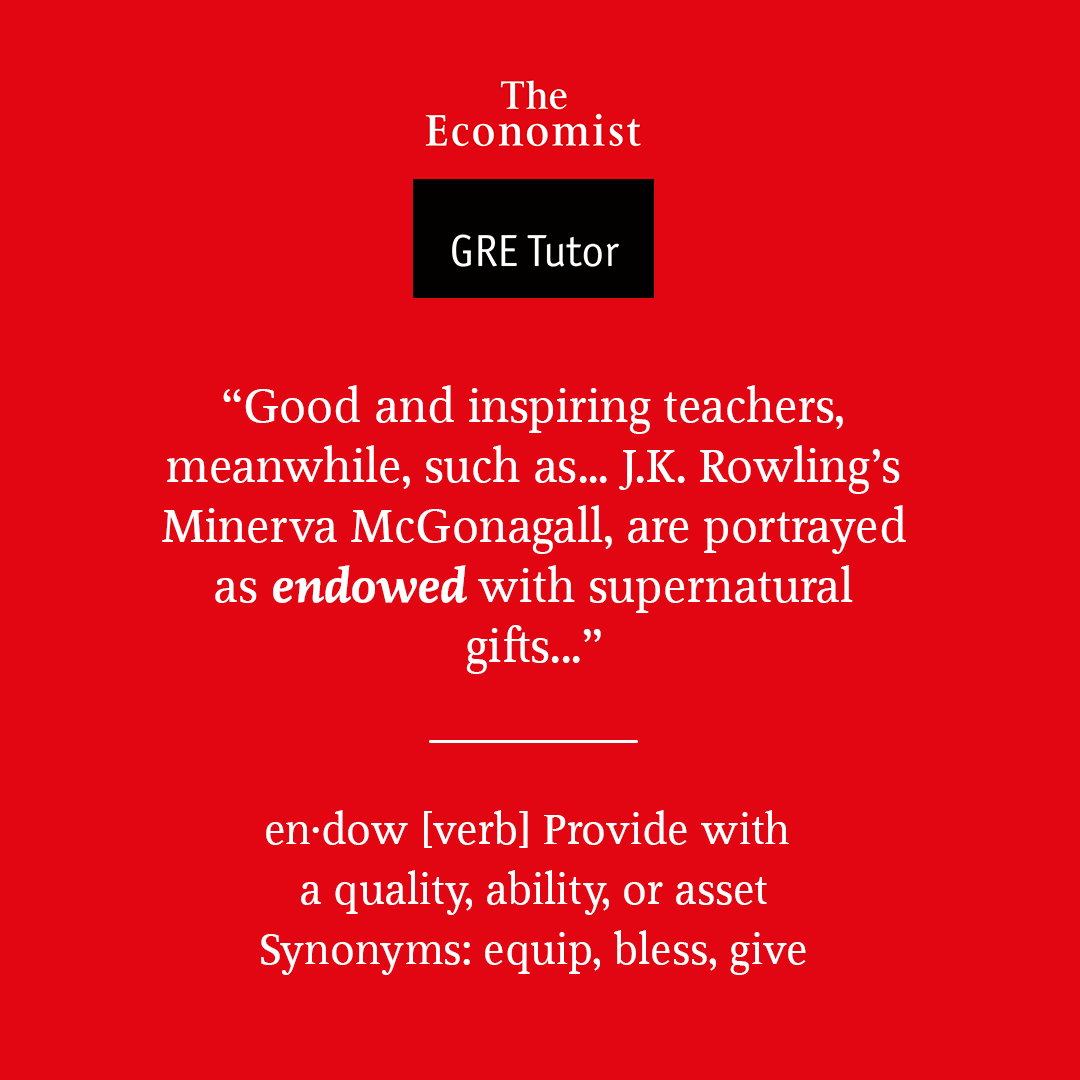 The
Economist
GRE Tutor
“Good and inspiring teachers,
meanwhile, such as... J.K. Rowling’s
Minerva McGonagall, are portrayed
as endowed with supernatural
gifts...”
en·dow [verb] Provide with
a quality, ability, or asset
Synonyms: equip, bless, give